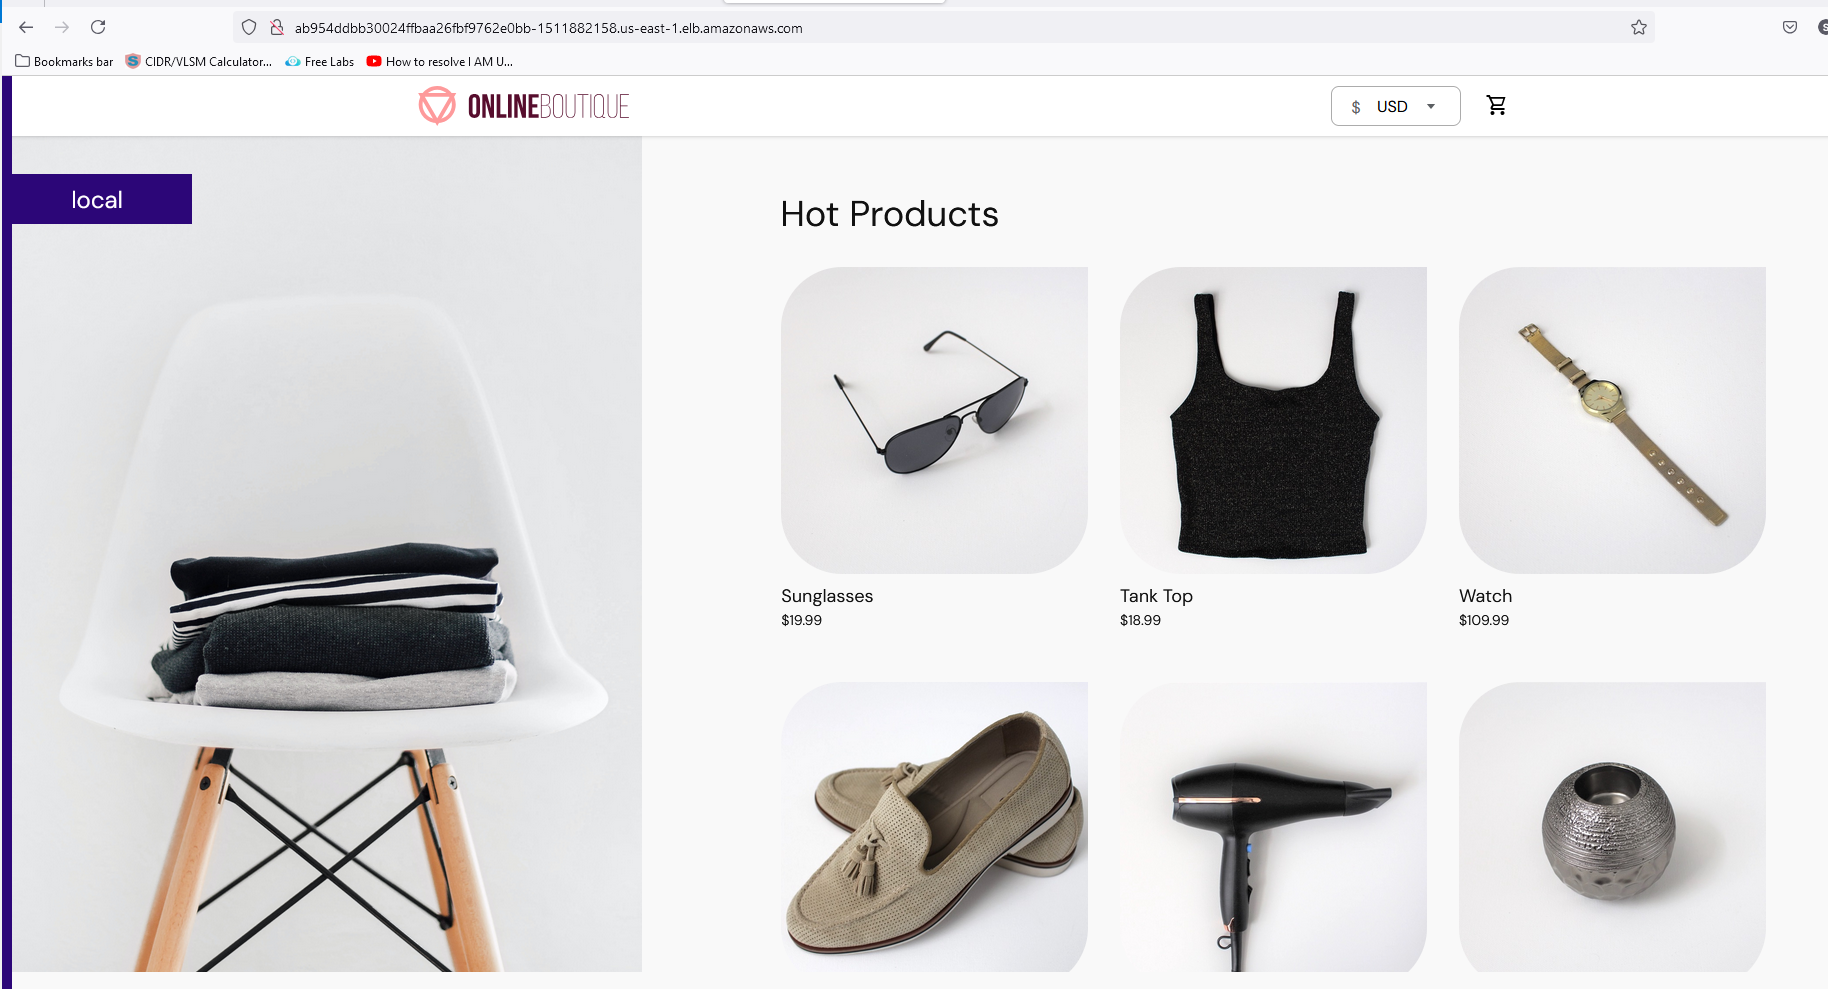 ab954ddbb30024ffbaa26fbf9762e0bb-1511882158.us-east-1.elb.amazonaws.com
Bookmarks bar CIDR/VLSM Calculator... Free Labs How to resolve I AM U...
ONLINEBOUTIQUE $ USD
local
Hot Products
Sunglasses Tank Top Watch
$19.99 $18.99 $109.99